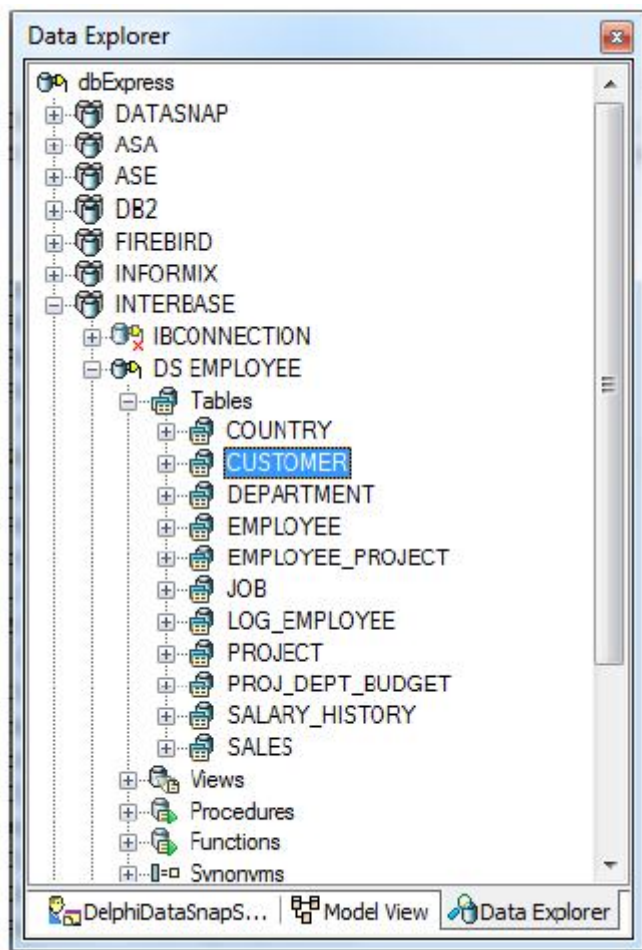 Data Explorer
dbExpress
DATASNAP
ASA
ASE
DB2
FIREBIRD
INFORMIX
INTERBASE
IBCONNECTION
DS EMPLOYEE
Tables
COUNTRY
CUSTOMER
DEPARTMENT
EMPLOYEE
EMPLOYEE_PROJECT
JOB
LOG_EMPLOYEE
PROJECT
PROJ_DEPT_BUDGET
SALARY_HISTORY
SALES
Views
Procedures
Functions
Synonyms
DelphiDataSnapS... Model View Data Explorer